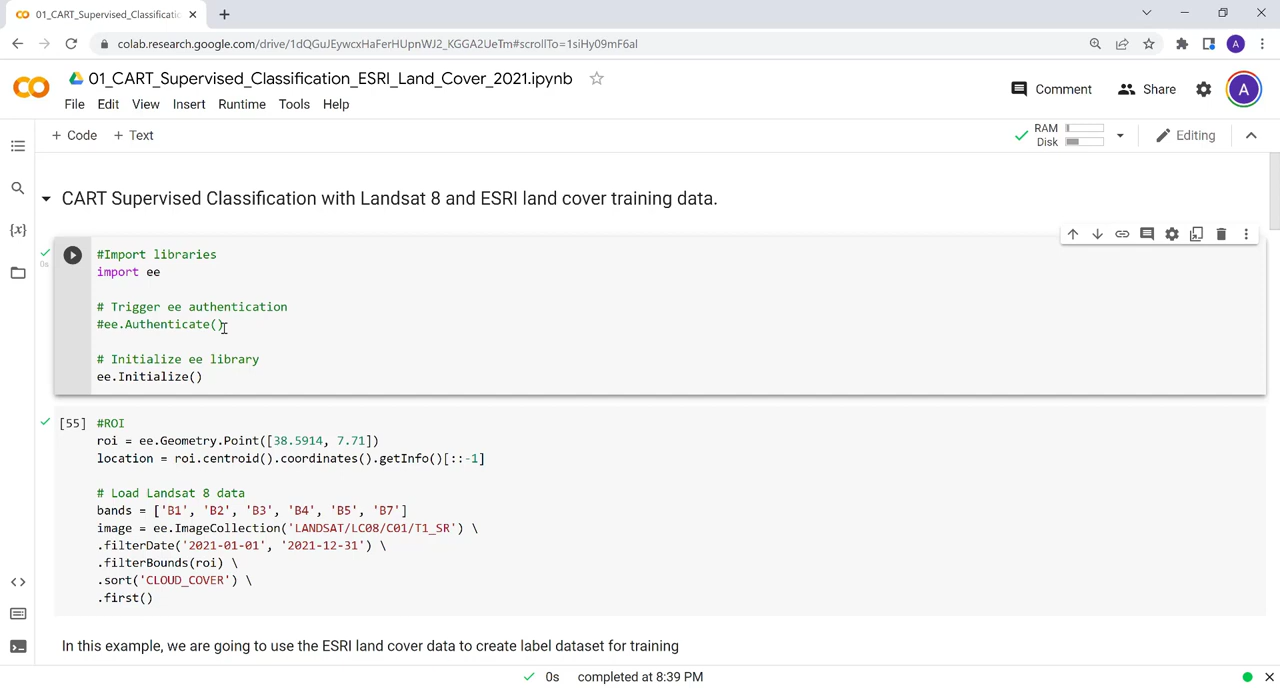 01_CART_Supervised_Classificatic
colab.research.google.com/drive/1dQGuJEywcxHaFerHUpnWJ2_KGGA2UeTm#scrollTo=1siHy09mF6al
A
01_CART_Supervised_Classification_ESRI_Land_Cover_2021.ipynb
Comment
Share
A
File Edit View Insert Runtime Tools Help
+ Code + Text
RAM
Disk
Editing
CART Supervised Classification with Landsat 8 and ESRI land cover training data.
{x}
0s
#Import libraries
import ee
# Trigger ee authentication
#ee.Authenticate()
# Initialize ee library
ee.Initialize()
[55] #ROI
roi = ee.Geometry.Point([38.5914, 7.71])
location = roi.centroid().coordinates().getInfo()[::-1]
# Load Landsat 8 data
bands = ['B1', 'B2', 'B3', 'B4', 'B5', 'B7']
image = ee.ImageCollection('LANDSAT/LC08/C01/T1_SR') \
.filterDate('2021-01-01', '2021-12-31') \
.filterBounds(roi) \
.sort('CLOUD_COVER') \
.first()
In this example, we are going to use the ESRI land cover data to create label dataset for training
0s completed at 8:39 PM